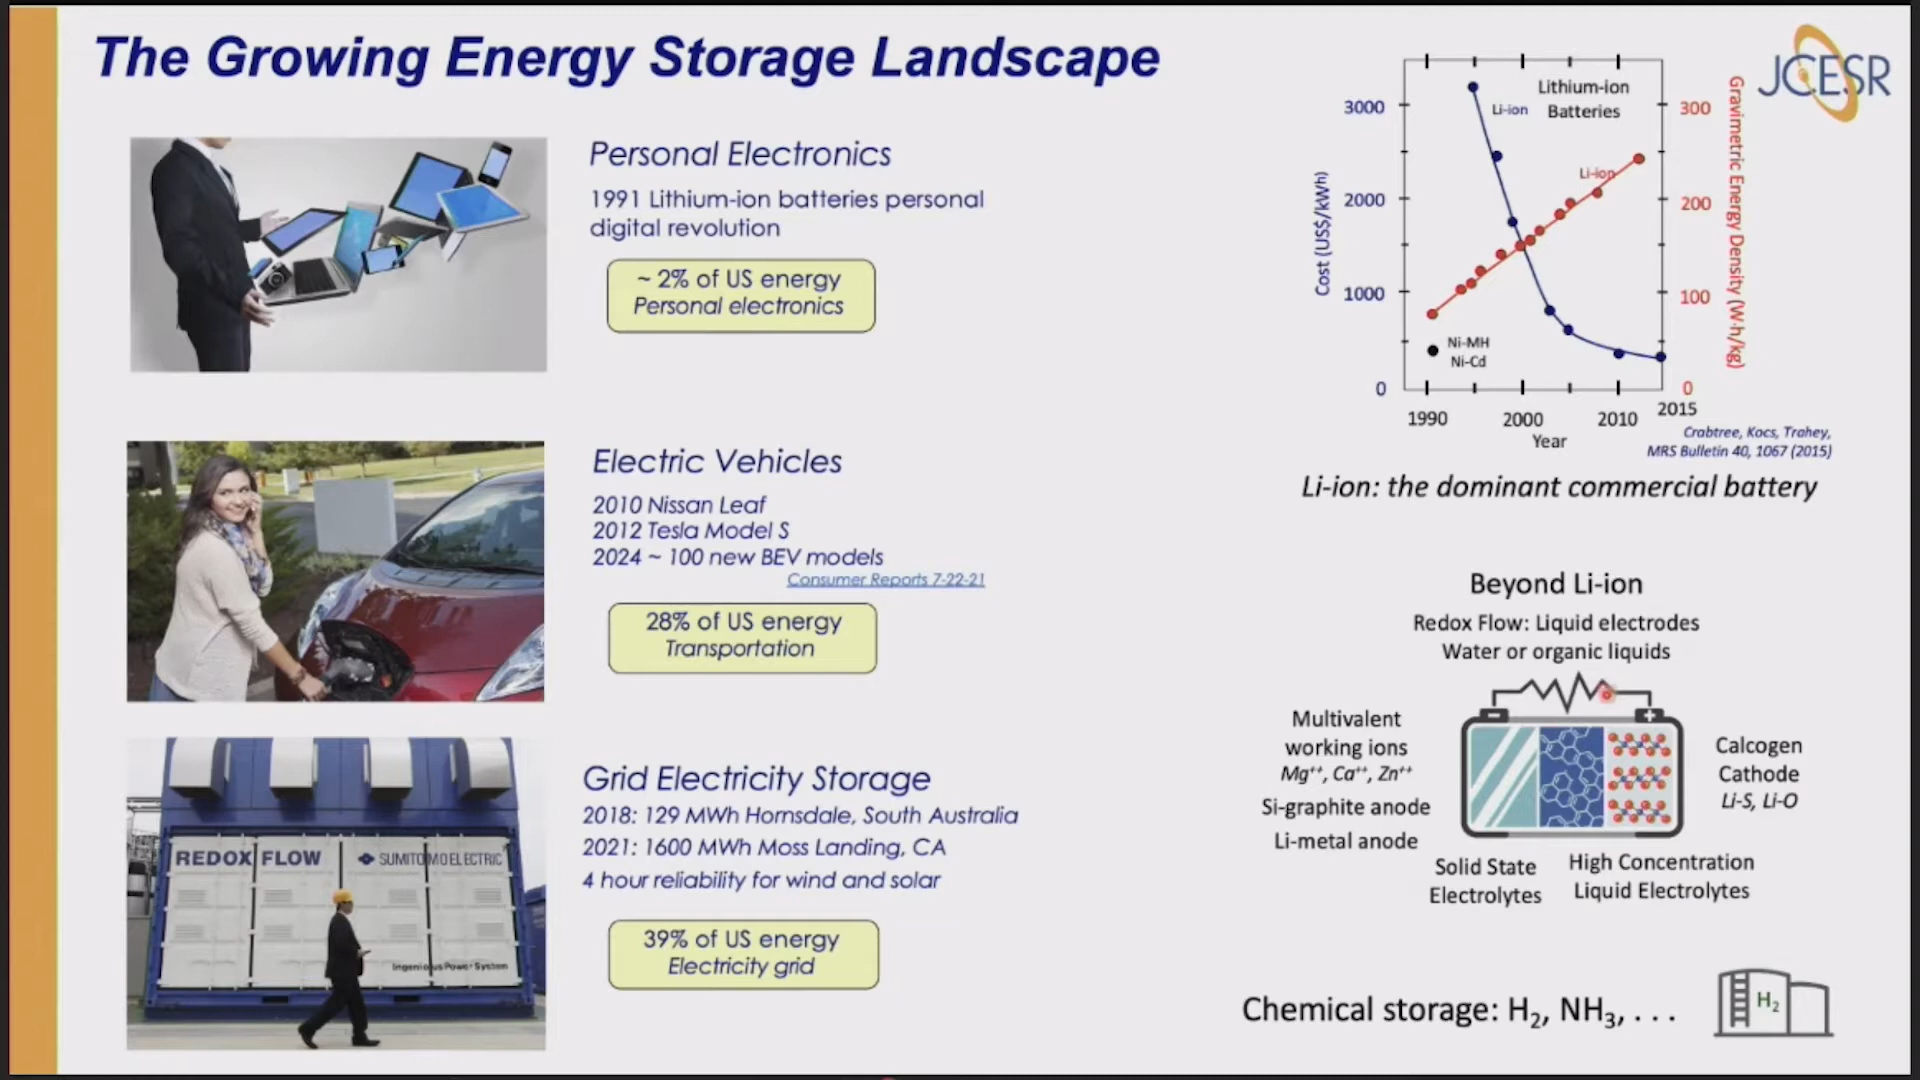 The Growing Energy Storage Landscape
JCESR
Personal Electronics
1991 Lithium-ion batteries personal
digital revolution
~ 2% of US energy
Personal electronics
Electric Vehicles
2010 Nissan Leaf
2012 Tesla Model S
2024 ~ 100 new BEV models
Consumer Reports 7-22-21
28% of US energy
Transportation
REDOX FLOW
SUMITOMO ELECTRIC
Ingenious Power System
Grid Electricity Storage
2018: 129 MWh Hornsdale, South Australia
2021: 1600 MWh Moss Landing, CA
4 hour reliability for wind and solar
39% of US energy
Electricity grid
Lithium-ion
Batteries
Li-ion
Li-ion
Ni-MH
Ni-Cd
Cost (US$/kWh)
3000
2000
1000
0
Gravimetric Energy Density (W·h/kg)
300
200
100
0
1990
2000
2010
2015
Year
Crabtree, Kocs, Trahey,
MRS Bulletin 40, 1067 (2015)
Li-ion: the dominant commercial battery
Beyond Li-ion
Redox Flow: Liquid electrodes
Water or organic liquids
Multivalent
working ions
Mg⁺⁺, Ca⁺⁺, Zn⁺⁺
Si-graphite anode
Li-metal anode
Calcogen
Cathode
Li-S, Li-O
Solid State
Electrolytes
High Concentration
Liquid Electrolytes
Chemical storage: H₂, NH₃, . . .
H₂